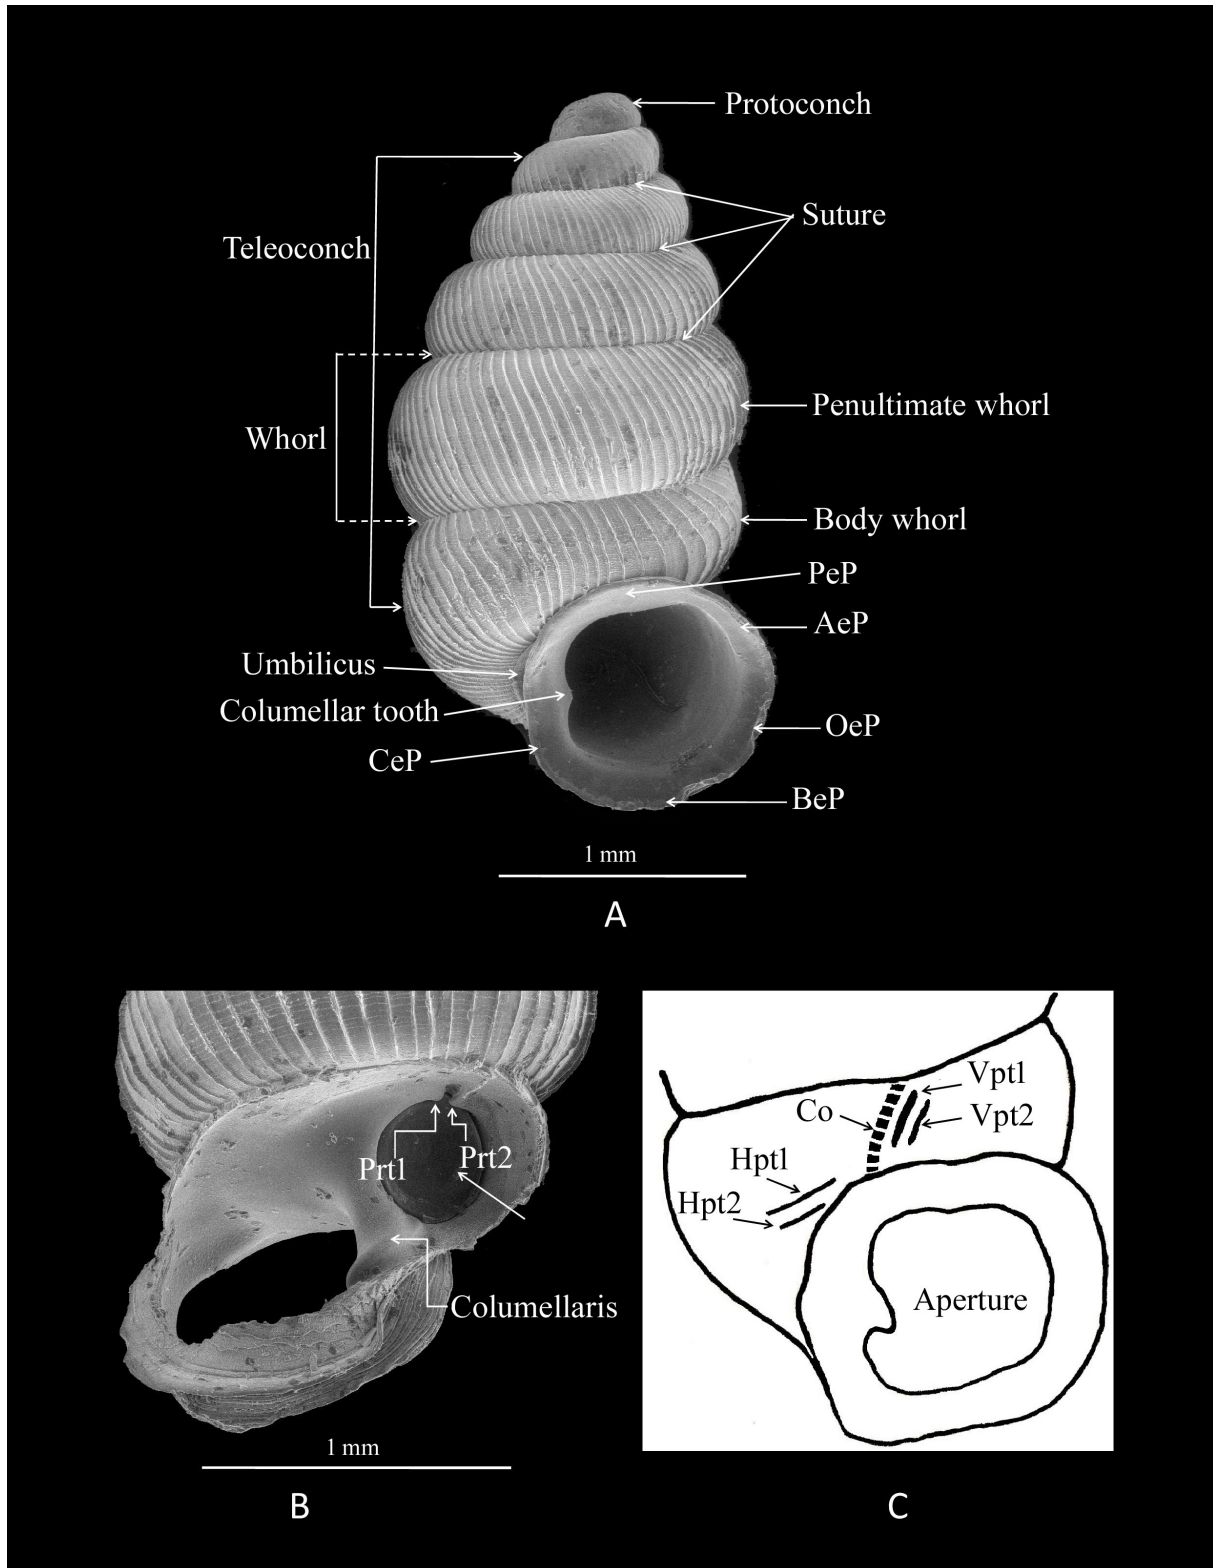 Protoconch
Suture
Teleoconch
Penultimate whorl
Whorl
Body whorl
PeP
AeP
Umbilicus
Columellar tooth
OeP
CeP
BeP
1 mm
A
Prt1
Prt2
Columellaris
1 mm
B
Vpt1
Co
Vpt2
Hpt1
Hpt2
Aperture
C